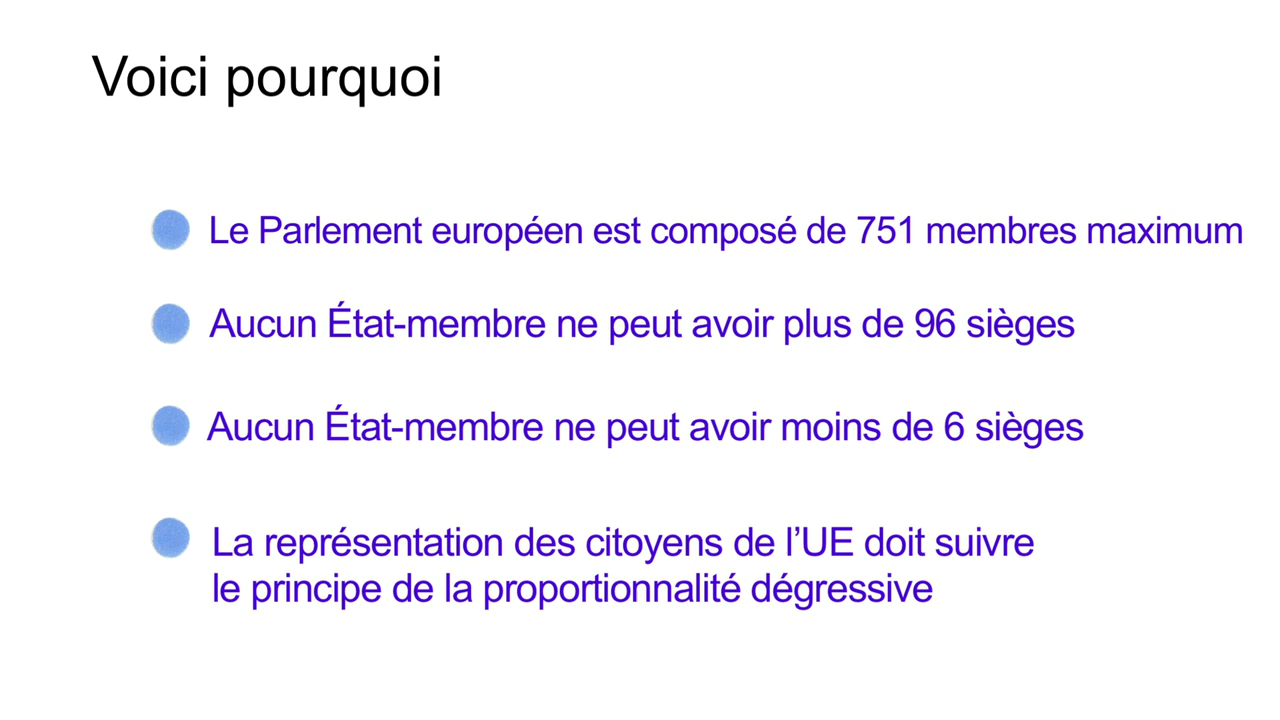 Voici pourquoi
Le Parlement européen est composé de 751 membres maximum
Aucun État-membre ne peut avoir plus de 96 sièges
Aucun État-membre ne peut avoir moins de 6 sièges
La représentation des citoyens de l’UE doit suivre
le principe de la proportionnalité dégressive